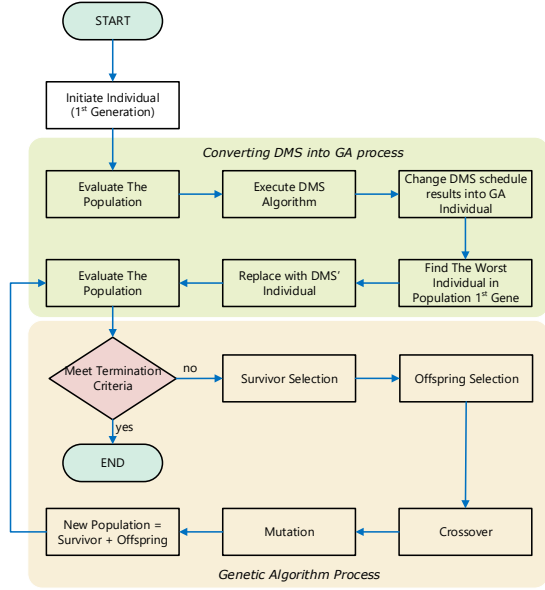 START
Initiate Individual
(1st Generation)
Converting DMS into GA process
Evaluate The
Population
Execute DMS
Algorithm
Change DMS schedule
results into GA
Individual
Evaluate The
Population
Replace with DMS'
Individual
Find The Worst
Individual in
Population 1st Gene
Meet Termination
Criteria
no
Survivor Selection
Offspring Selection
yes
END
New Population =
Survivor + Offspring
Mutation
Crossover
Genetic Algorithm Process